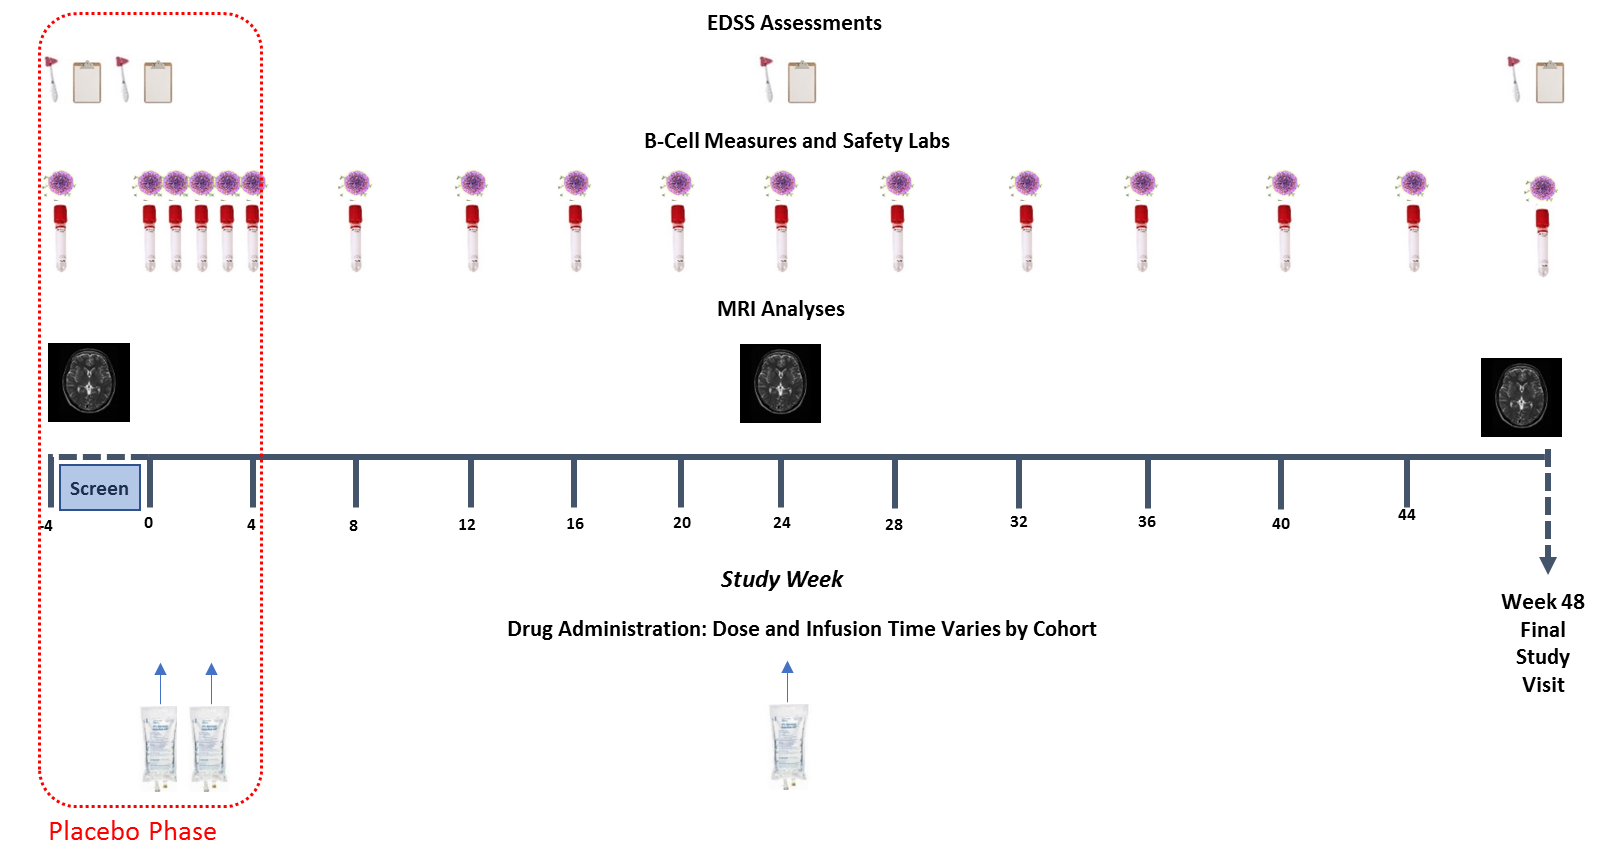 EDSS Assessments
B-Cell Measures and Safety Labs
MRI Analyses
Screen
-4
0
4
8
12
16
20
24
28
32
36
40
44
Study Week
Drug Administration: Dose and Infusion Time Varies by Cohort
Week 48
Final
Study
Visit
Placebo Phase